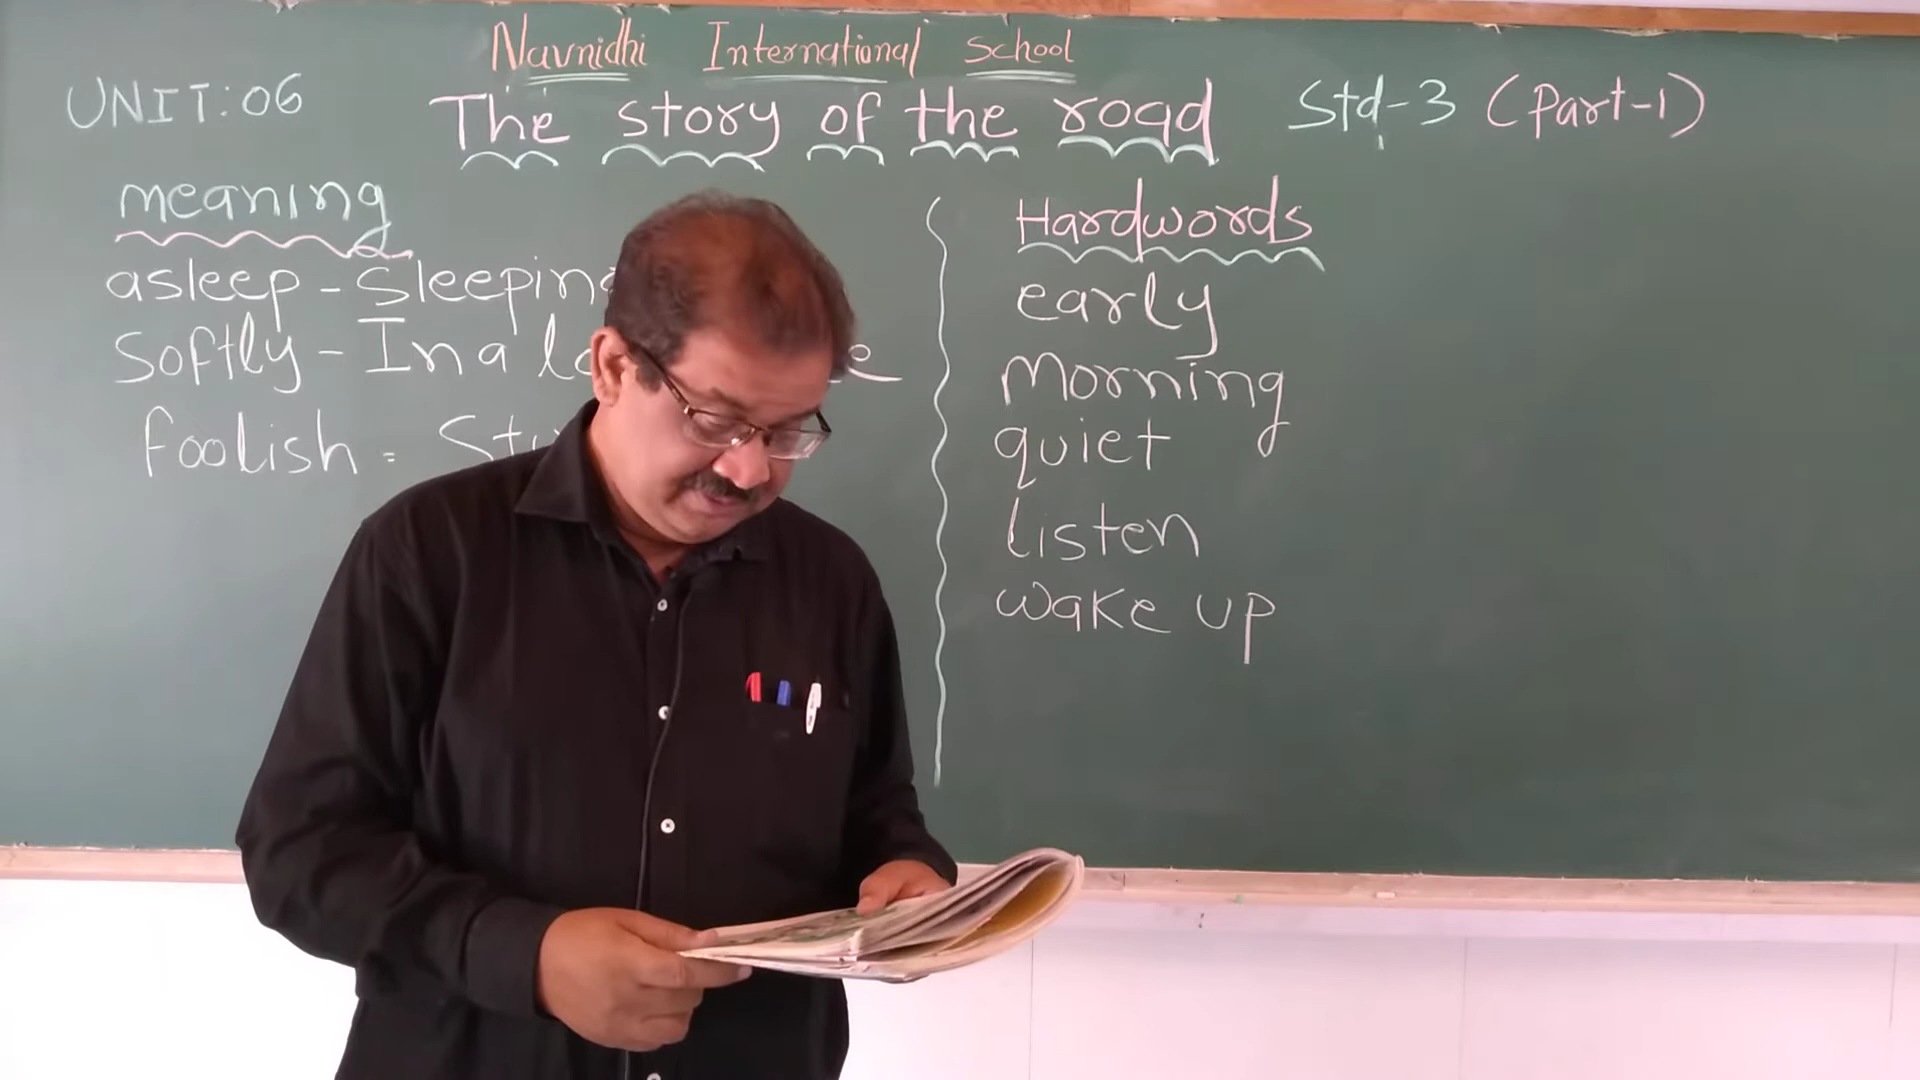 Navnidhi International School
UNIT:06 The story of the road Std-3 (Part-1)
meaning
asleep - Sleeping
Softly - In a
foolish =
Hardwords
early
Morning
quiet
listen
wake up